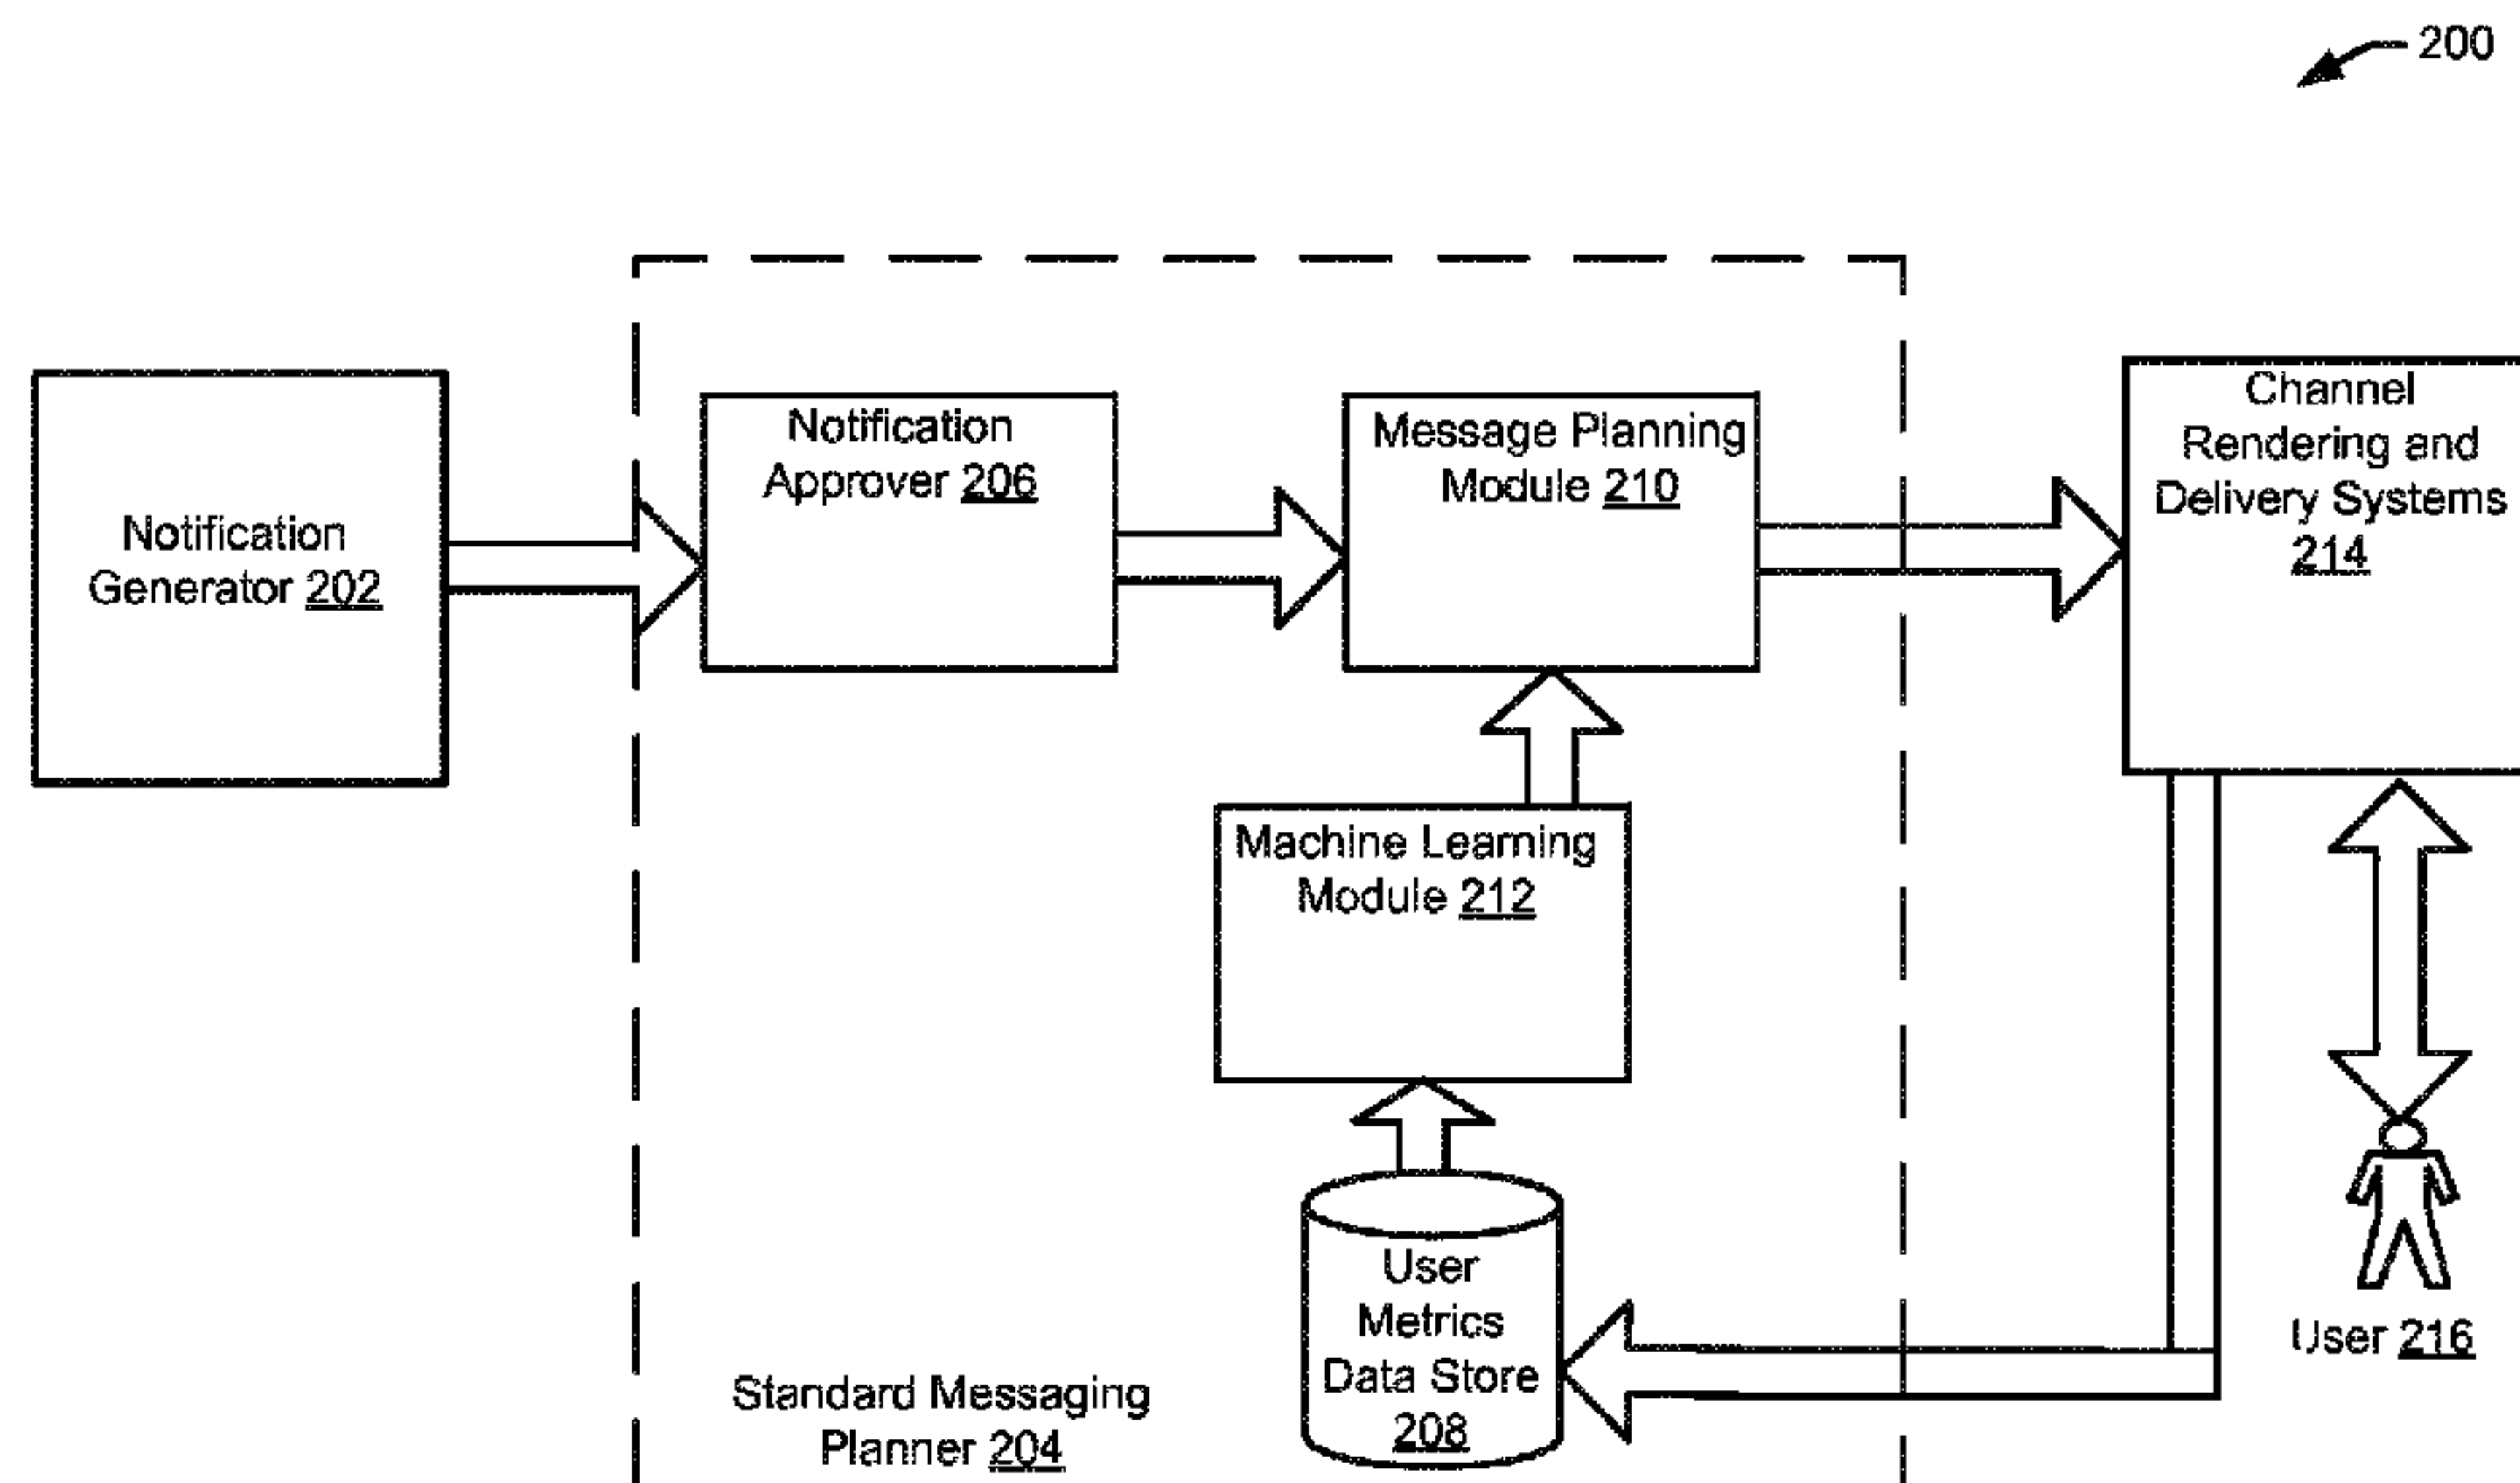 200
Notification
Generator 202
Notification
Approver 206
Message Planning
Module 210
Channel
Rendering and
Delivery Systems
214
Machine Learning
Module 212
User
Metrics
Data Store
208
Standard Messaging
Planner 204
User 216